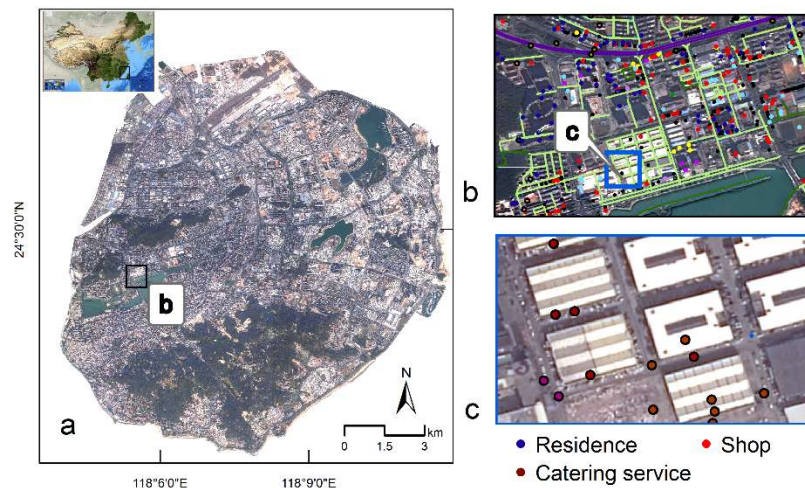 24°30'0"N
b
a
N
0 1.5 3
km
118°6'0"E 118°9'0"E
c
b
c
Residence Shop
Catering service